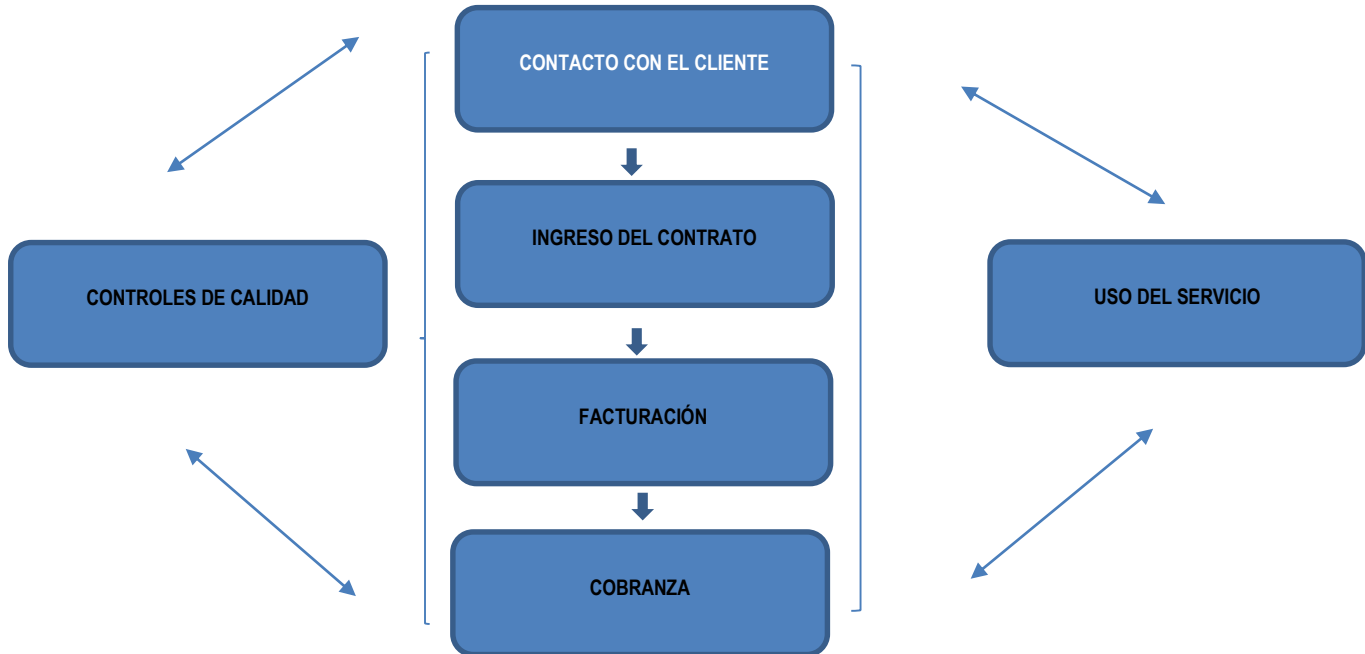 CONTACTO CON EL CLIENTE
INGRESO DEL CONTRATO
CONTROLES DE CALIDAD
USO DEL SERVICIO
FACTURACIÓN
COBRANZA